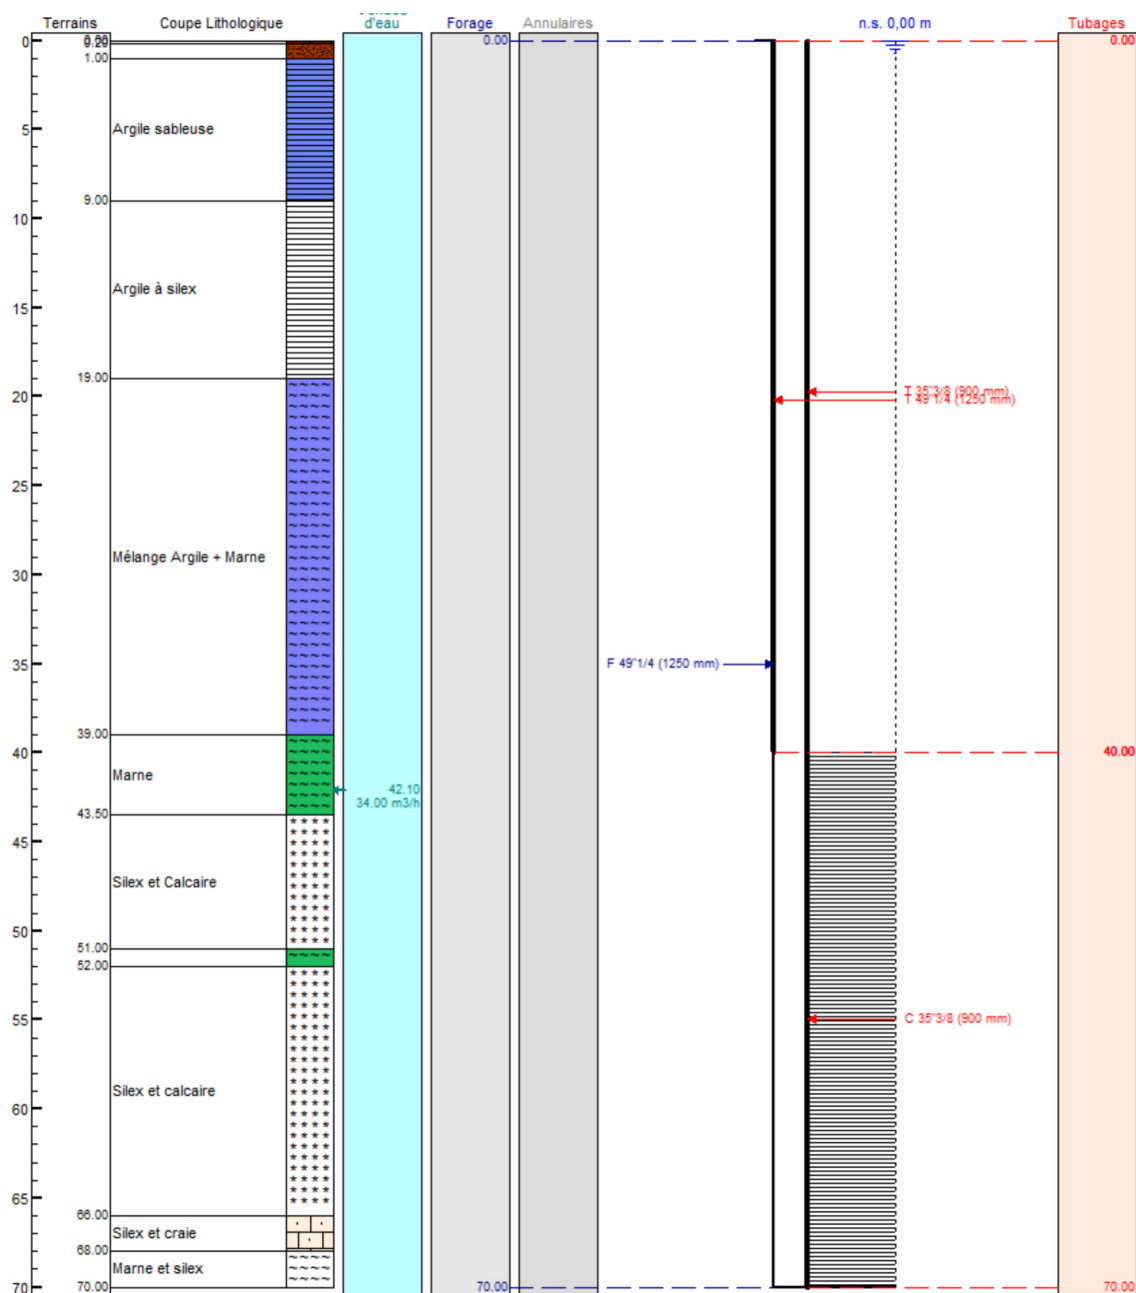 Terrains
Coupe Lithologique
d'eau
Forage
Annulaires
n.s. 0,00 m
Tubages
0
0.20
1.00
0.00
0.00
Argile sableuse
5
9.00
10
Argile à silex
15
19.00
T 35"3/8 (900 mm)
T 49"1/4 (1250 mm)
20
25
Mélange Argile + Marne
30
F 49"1/4 (1250 mm)
35
39.00
40
40.00
Marne
42.10
34.00 m3/h
43.50
45
Silex et Calcaire
50
51.00
52.00
55
C 35"3/8 (900 mm)
Silex et calcaire
60
65
66.00
Silex et craie
68.00
Marne et silex
70
70.00
70.00
70.00